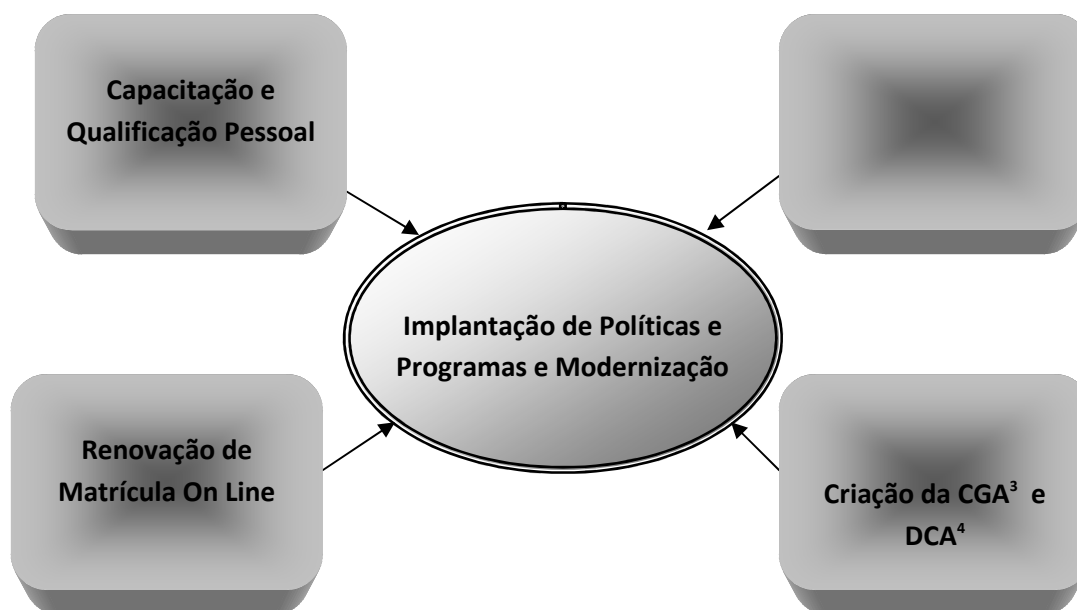 Capacitação e
Qualificação Pessoal
Implantação de Políticas e
Programas e Modernização
Renovação de
Matrícula On Line
Criação da CGA³ e
DCA⁴